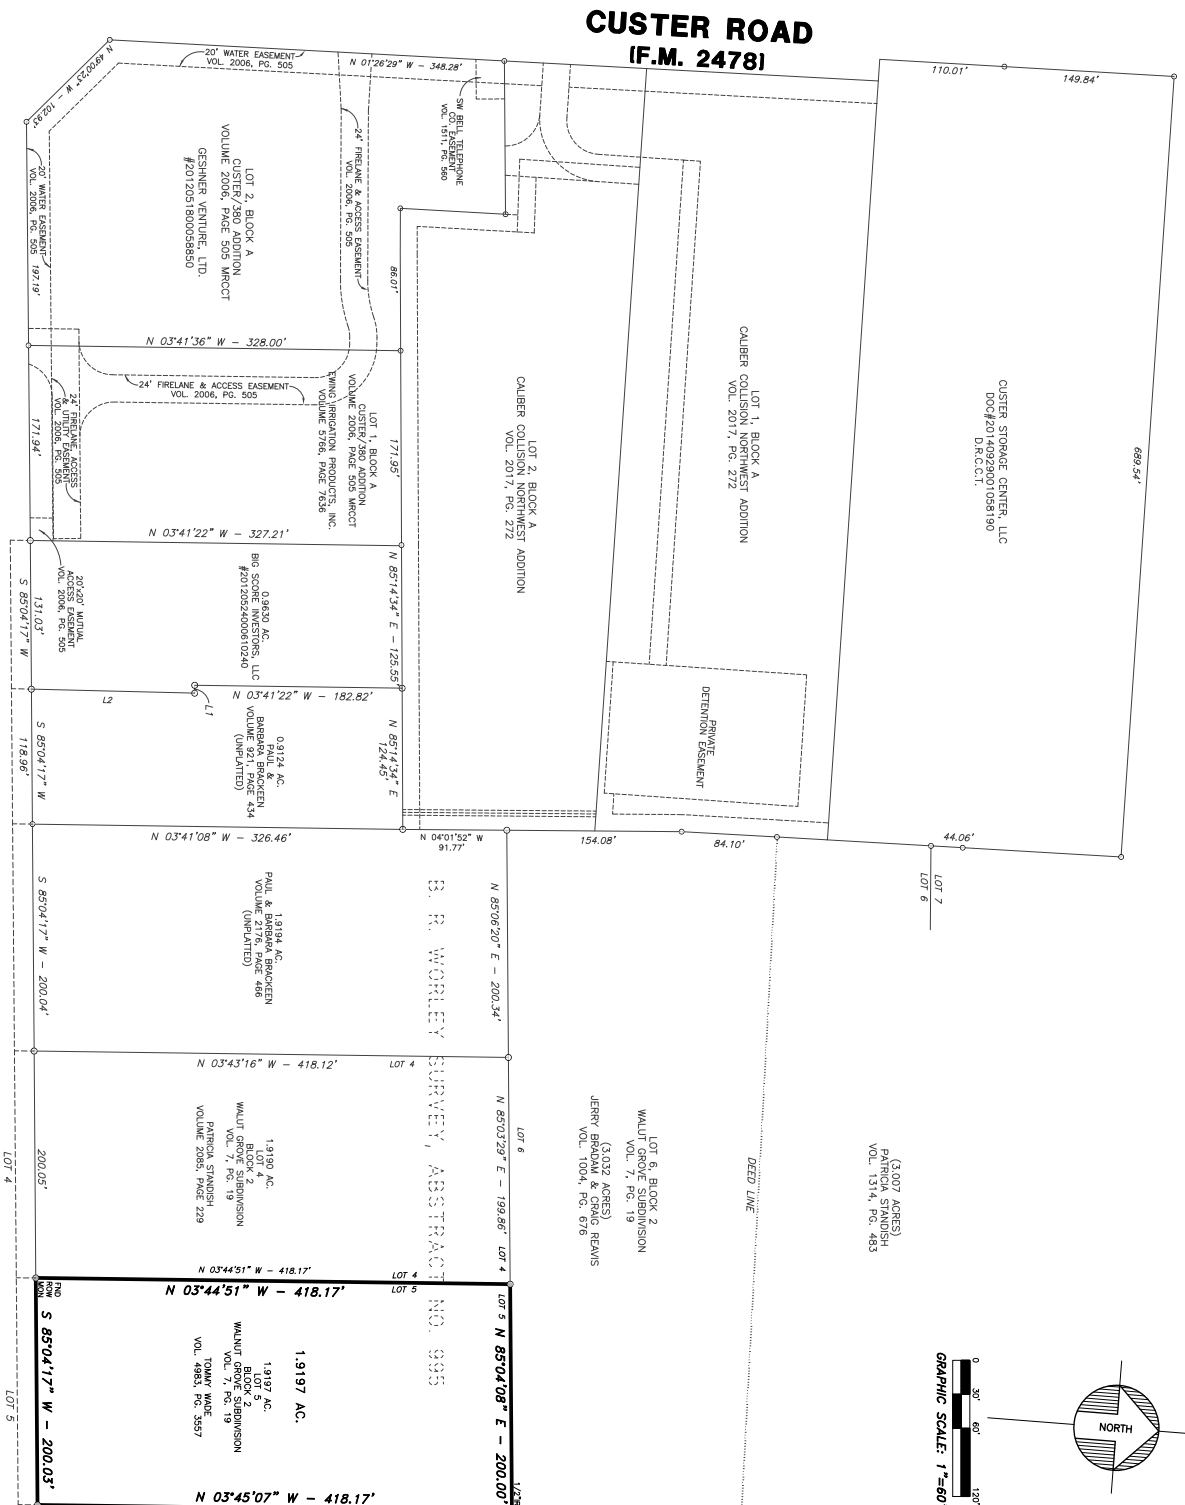 CUSTER ROAD
(F.M. 2478)
110.01'
149.84'
689.54'
N 49°00'23" W - 102.93'
20' WATER EASEMENT
VOL. 2006, PG. 505
N 01°26'29" W - 348.28'
SW BELL TELEPHONE
CO. EASEMENT
VOL. 1511, PG. 560
24' FIRELANE & ACCESS EASEMENT
VOL. 2006, PG. 505
LOT 2, BLOCK A
CUSTER/380 ADDITION
VOLUME 2006, PAGE 505 MRCCT
GESHNER VENTURE, LTD.
#2012051800058850
20' WATER EASEMENT
VOL. 2006, PG. 505
197.19'
86.01'
N 03°41'36" W - 328.00'
24' FIRELANE & ACCESS EASEMENT
VOL. 2006, PG. 505
24' FIRELANE, ACCESS
& UTILITY EASEMENT
VOL. 2006, PG. 505
171.94'
LOT 1, BLOCK A
CUSTER/380 ADDITION
VOLUME 2006, PAGE 505 MRCCT
EWING IRRIGATION PRODUCTS, INC.
VOLUME 5766, PAGE 7636
171.95'
LOT 2, BLOCK A
CALIBER COLLISION NORTHWEST ADDITION
VOL. 2017, PG. 272
LOT 1, BLOCK A
CALIBER COLLISION NORTHWEST ADDITION
VOL. 2017, PG. 272
CUSTER STORAGE CENTER, LLC
DOC#20140929001058190
D.R.C.C.T.
N 03°41'22" W - 327.21'
20'x20' MUTUAL
ACCESS EASEMENT
VOL. 2006, PG. 505
131.03'
S 85°04'17" W
0.9630 AC.
BIG SCORE INVESTORS, LLC
#20120524000610240
N 85°14'34" E - 125.55'
N 03°41'22" W - 182.82'
L1
L2
S 85°04'17" W
118.96'
0.9124 AC.
PAUL &
BARBARA BRACKEEN
VOLUME 921, PAGE 434
(UNPLATTED)
N 85°14'34" E
124.45'
PRIVATE
DETENTION EASEMENT
N 03°41'08" W - 326.46'
N 04°01'52" W
91.77'
154.08'
84.10'
44.06'
LOT 7
LOT 6
S 85°04'17" W - 200.04'
1.9194 AC.
PAUL & BARBARA BRACKEEN
VOLUME 2176, PAGE 466
(UNPLATTED)
B. R. WORLEY SURVEY, ABSTRACT NO. 995
N 85°06'20" E - 200.34'
N 03°43'16" W - 418.12'
LOT 4
LOT 6
LOT 4
200.05'
1.9190 AC.
LOT 4
BLOCK 2
WALUT GROVE SUBDIIVISION
VOL. 7, PG. 19
PATRICIA STANDISH
VOLUME 2085, PAGE 229
N 85°03'29" E - 199.86'
LOT 4
LOT 6, BLOCK 2
WALUT GROVE SUBDIIVISION
VOL. 7, PG. 19
(3.032 ACRES)
JERRY BRADAM & CRAIG REAVIS
VOL. 1004, PG. 676
DEED LINE
(3.007 ACRES)
PATRICIA STANDISH
VOL. 1314, PG. 483
N 03°44'51" W - 418.17'
LOT 4
N 03°44'51" W - 418.17'
LOT 5
FND
ROW
MON
S 85°04'17" W - 200.03'
LOT 5
1.9197 AC.
1.9197 AC.
LOT 5
BLOCK 2
WALNUT GROVE SUBDIIVISION
VOL. 7, PG. 19
TOMMY WADE
VOL. 4983, PG. 3557
LOT 5
N 85°04'08" E - 200.00'
N 03°45'07" W - 418.17'
0 30' 60' 120'
GRAPHIC SCALE: 1"=60'
NORTH